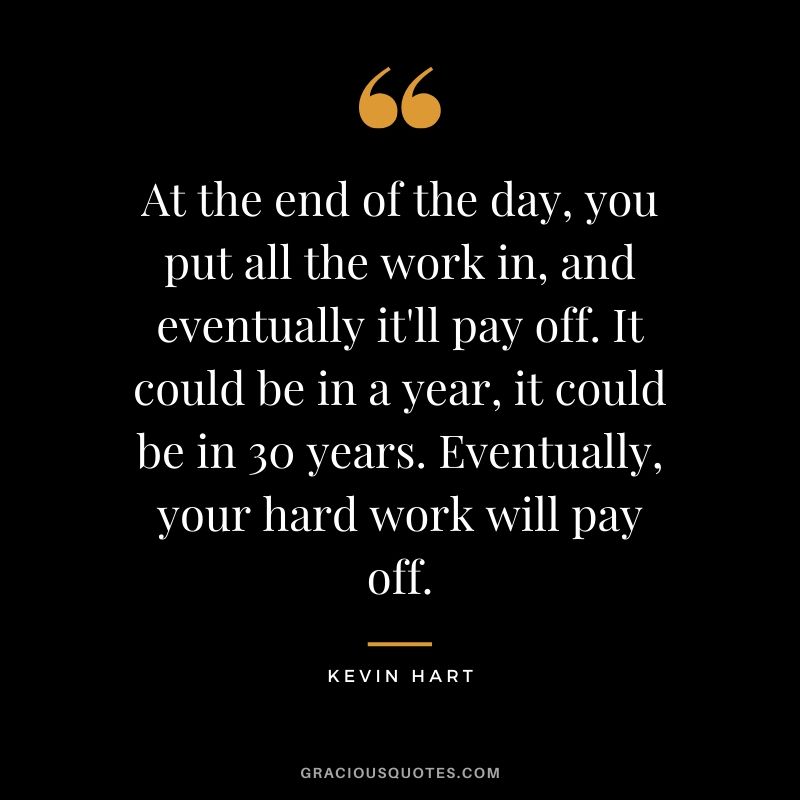 “
At the end of the day, you
put all the work in, and
eventually it'll pay off. It
could be in a year, it could
be in 30 years. Eventually,
your hard work will pay
off.
KEVIN HART
GRACIOUSQUOTES.COM